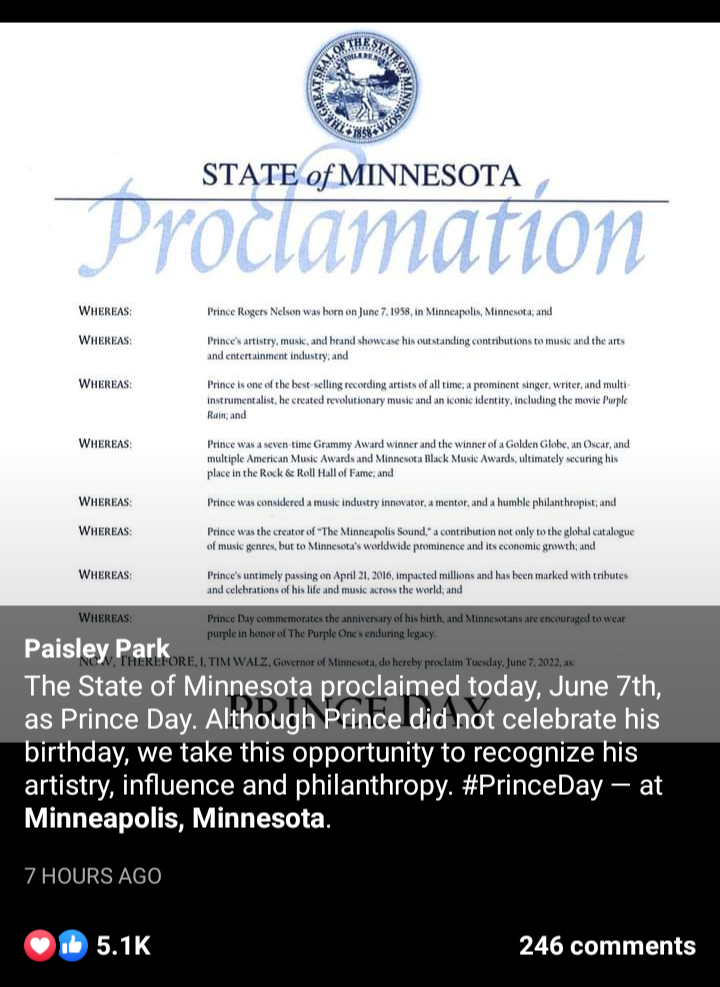 THE GREAT SEAL OF THE STATE OF MINNESOTA
1858
STATE of MINNESOTA
Proclamation
WHEREAS: Prince Rogers Nelson was born on June 7, 1958, in Minneapolis, Minnesota; and
WHEREAS: Prince's artistry, music, and brand showcase his outstanding contributions to music and the arts
and entertainment industry; and
WHEREAS: Prince is one of the best-selling recording artists of all time; a prominent singer, writer, and multi-
instrumentalist, he created revolutionary music and an iconic identity, including the movie Purple
Rain; and
WHEREAS: Prince was a seven-time Grammy Award winner and the winner of a Golden Globe, an Oscar, and
multiple American Music Awards and Minnesota Black Music Awards, ultimately securing his
place in the Rock & Roll Hall of Fame; and
WHEREAS: Prince was considered a music industry innovator, a mentor, and a humble philanthropist; and
WHEREAS: Prince was the creator of "The Minneapolis Sound," a contribution not only to the global catalogue
of music genres, but to Minnesota's worldwide prominence and its economic growth; and
WHEREAS: Prince's untimely passing on April 21, 2016, impacted millions and has been marked with tributes
and celebrations of his life and music across the world; and
WHEREAS: Prince Day commemorates the anniversary of his birth, and Minnesotans are encouraged to wear
purple in honor of The Purple One's enduring legacy.
Paisley Park
NOW, THEREFORE, I, TIM WALZ, Governor of Minnesota, do hereby proclaim Tuesday, June 7, 2022, as:
PRINCE DAY
The State of Minnesota proclaimed today, June 7th,
as Prince Day. Although Prince did not celebrate his
birthday, we take this opportunity to recognize his
artistry, influence and philanthropy. #PrinceDay — at
Minneapolis, Minnesota.
7 HOURS AGO
5.1K
246 comments